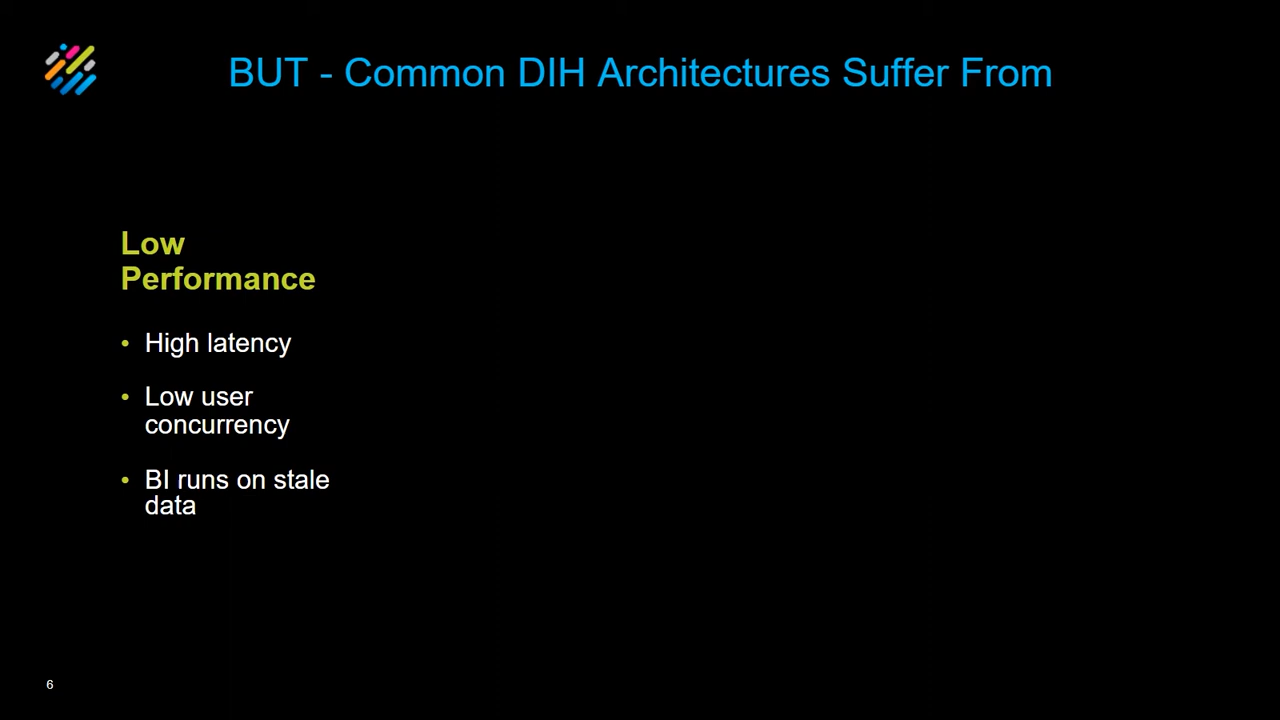 BUT - Common DIH Architectures Suffer From
Low
Performance
• High latency
• Low user
concurrency
• BI runs on stale
data
6